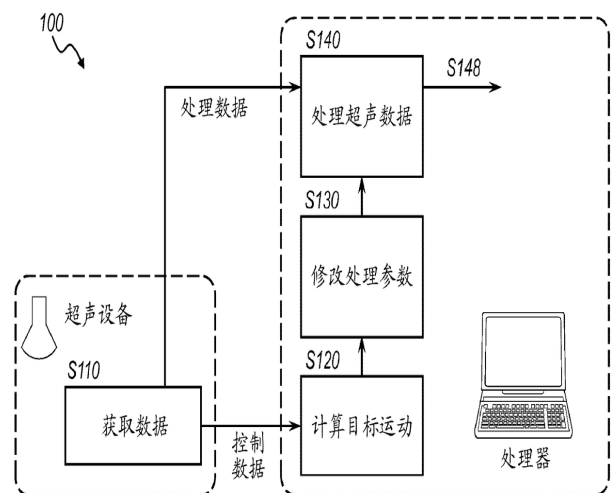 100
S140
S148
处理超声数据
处理数据
S130
修改处理参数
超声设备
S110
获取数据
S120
计算目标运动
控制
数据
处理器